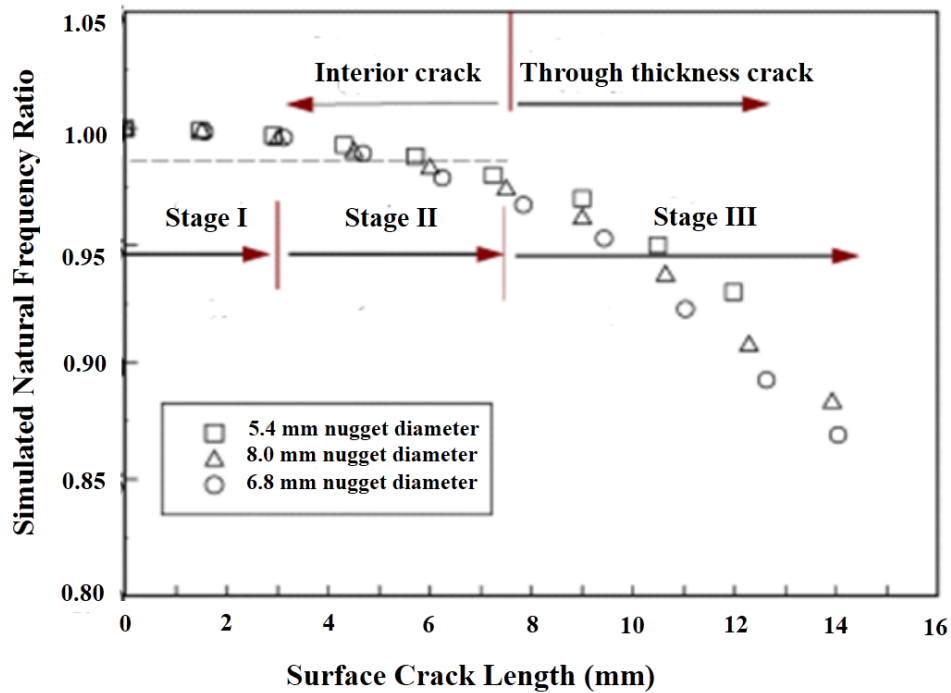 1.05
Interior crack
Through thickness crack
1.00
Stage I
Stage II
Stage III
0.95
0.90
5.4 mm nugget diameter
8.0 mm nugget diameter
6.8 mm nugget diameter
0.85
0.80
0 2 4 6 8 10 12 14 16
Surface Crack Length (mm)
Simulated Natural Frequency Ratio